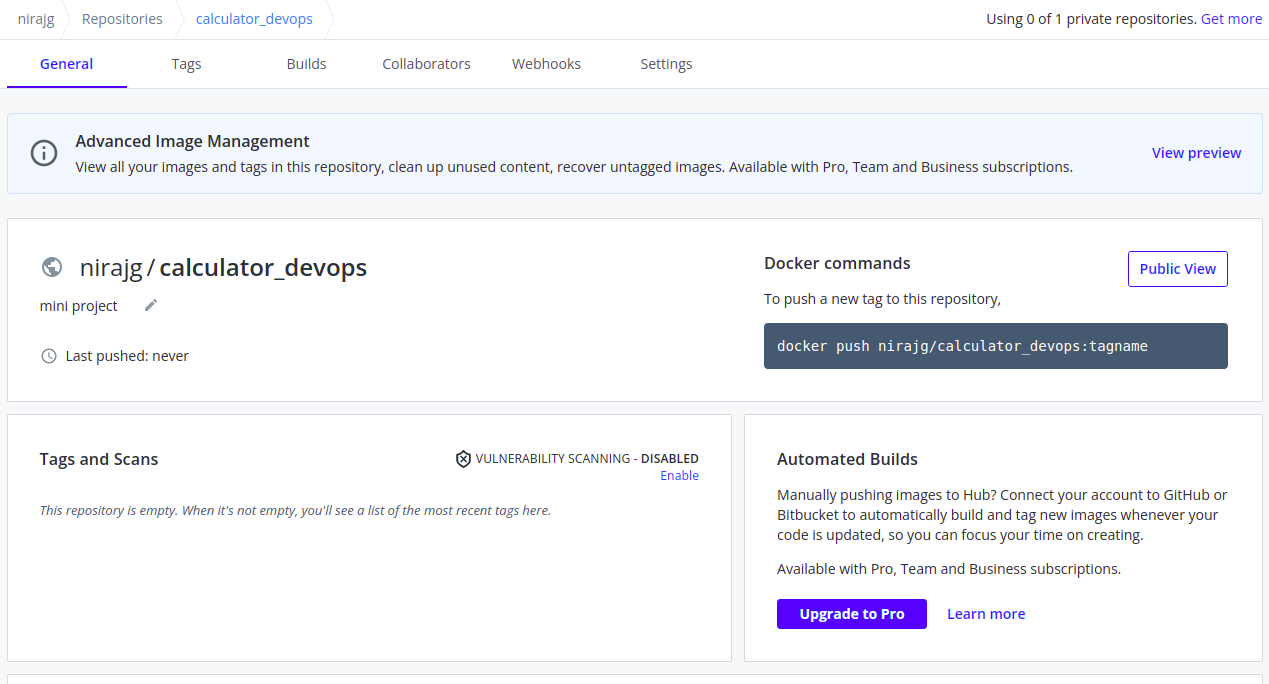 nirajg Repositories calculator_devops Using 0 of 1 private repositories. Get more
General Tags Builds Collaborators Webhooks Settings
Advanced Image Management
View all your images and tags in this repository, clean up unused content, recover untagged images. Available with Pro, Team and Business subscriptions.
View preview
nirajg / calculator_devops
mini project
Last pushed: never
Docker commands
Public View
To push a new tag to this repository,
docker push nirajg/calculator_devops:tagname
Tags and Scans
VULNERABILITY SCANNING - DISABLED
Enable
This repository is empty. When it's not empty, you'll see a list of the most recent tags here.
Automated Builds
Manually pushing images to Hub? Connect your account to GitHub or
Bitbucket to automatically build and tag new images whenever your
code is updated, so you can focus your time on creating.
Available with Pro, Team and Business subscriptions.
Upgrade to Pro Learn more